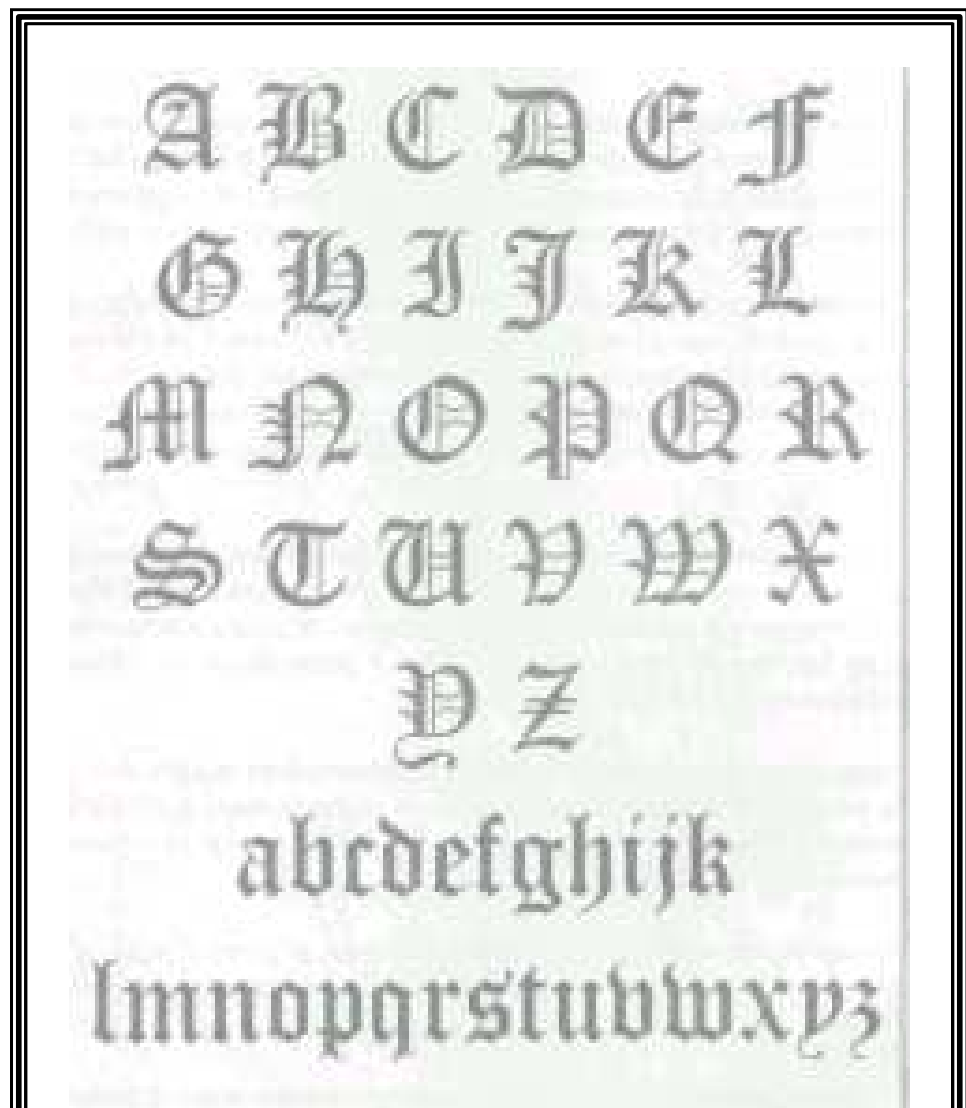 A B C D E F
G H I J K L
M N O P Q R
S T U V W X
Y Z
abcdefghijk
lmnopqrstuvwxyz